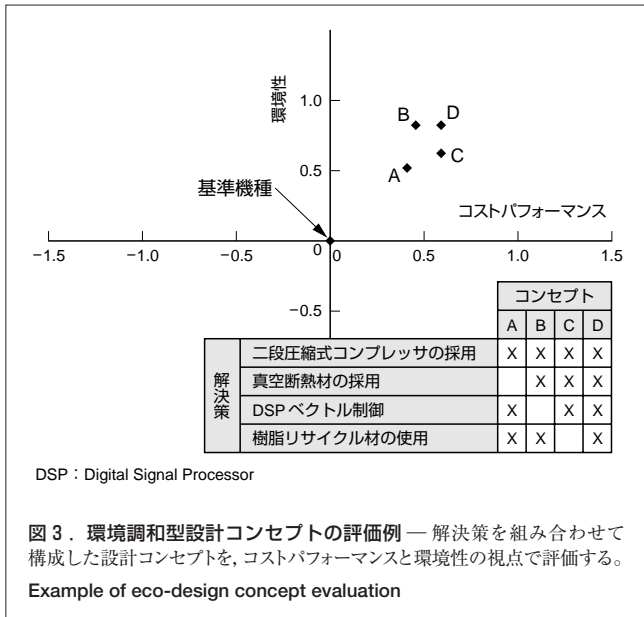 環境性
1.0
B
D
0.5
A
C
基準機種
コストパフォーマンス
0
−1.5
−1.0
−0.5
0
0.5
1.0
1.5
−0.5
コンセプト
A B C D
解決策
二段圧縮式コンプレッサの採用 X X X X
真空断熱材の採用 X X X
DSPベクトル制御 X X X
樹脂リサイクル材の使用 X X X
DSP：Digital Signal Processor
図3．環境調和型設計コンセプトの評価例 — 解決策を組み合わせて
構成した設計コンセプトを，コストパフォーマンスと環境性の視点で評価する。
Example of eco-design concept evaluation